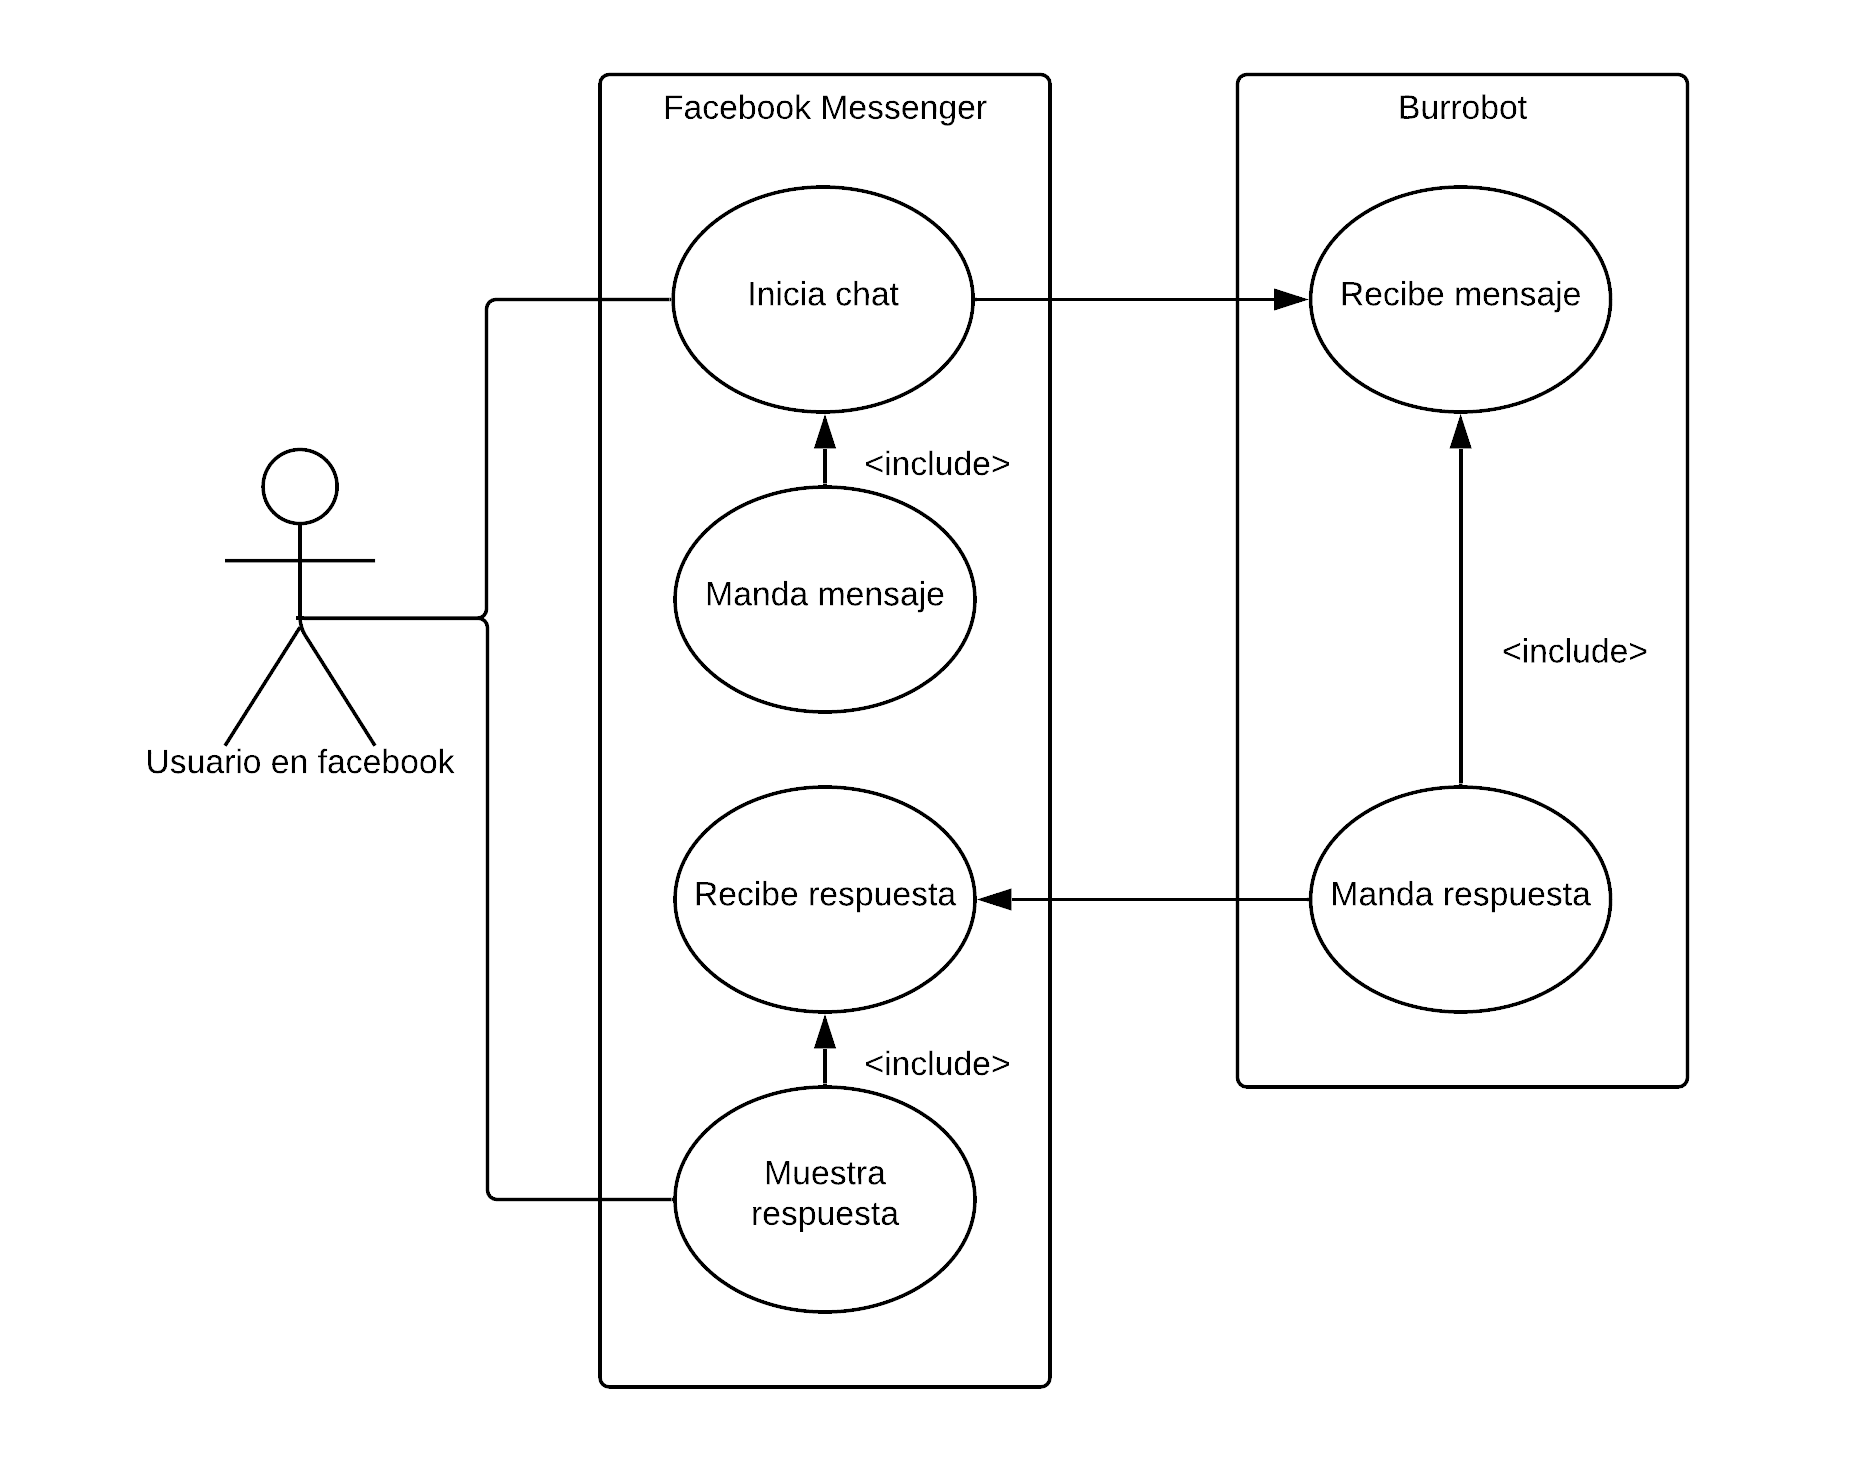 Facebook Messenger
Burrobot
Inicia chat
Recibe mensaje
<include>
Manda mensaje
<include>
Usuario en facebook
Recibe respuesta
Manda respuesta
<include>
Muestra
respuesta